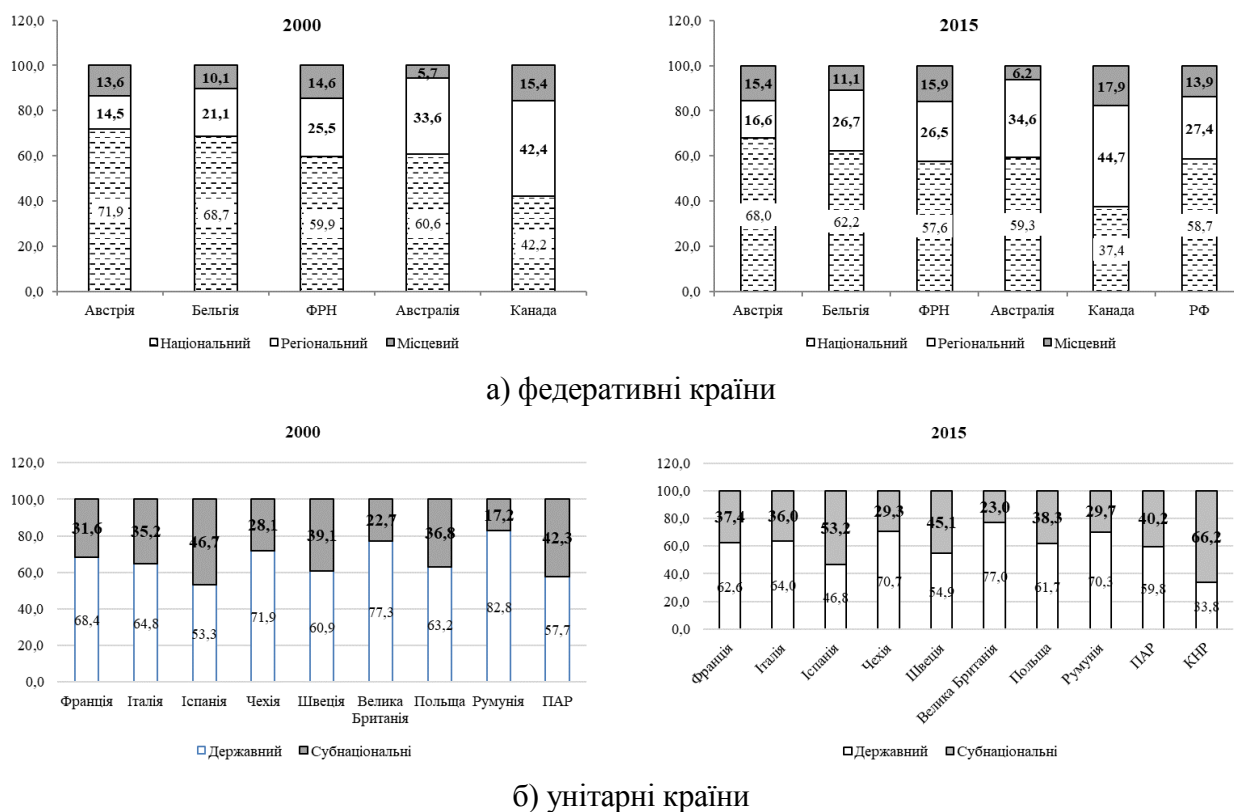 2000
120,0
100,0
80,0
60,0
40,0
20,0
0,0
13,6 10,1 14,6 5,7 15,4
14,5 21,1 25,5 33,6 42,4
71,9 68,7 59,9 60,6 42,2
Австрія Бельгія ФРН Австралія Канада
Національний Регіональний Місцевий
2015
120,0
100,0
80,0
60,0
40,0
20,0
0,0
15,4 11,1 15,9 6,2 17,9 13,9
16,6 26,7 26,5 34,6 44,7 27,4
68,0 62,2 57,6 59,3 37,4 58,7
Австрія Бельгія ФРН Австралія Канада РФ
Національний Регіональний Місцевий
а) федеративні країни
2000
120,0
100,0
80,0
60,0
40,0
20,0
0,0
31,6 35,2 46,7 28,1 39,1 22,7 36,8 17,2 42,3
68,4 64,8 53,3 71,9 60,9 77,3 63,2 82,8 57,7
Франція Італія Іспанія Чехія Швеція Велика Польща Румунія ПАР
Британія
Державний Субнаціональні
2015
120,0
100,0
80,0
60,0
40,0
20,0
0,0
37,4 36,0 53,2 29,3 45,1 23,0 38,3 29,7 40,2 66,2
62,6 64,0 46,8 70,7 54,9 77,0 61,7 70,3 59,8 33,8
Франція Італія Іспанія Чехія Швеція Велика Британія Польща Румунія ПАР КНР
Державний Субнаціональні
б) унітарні країни